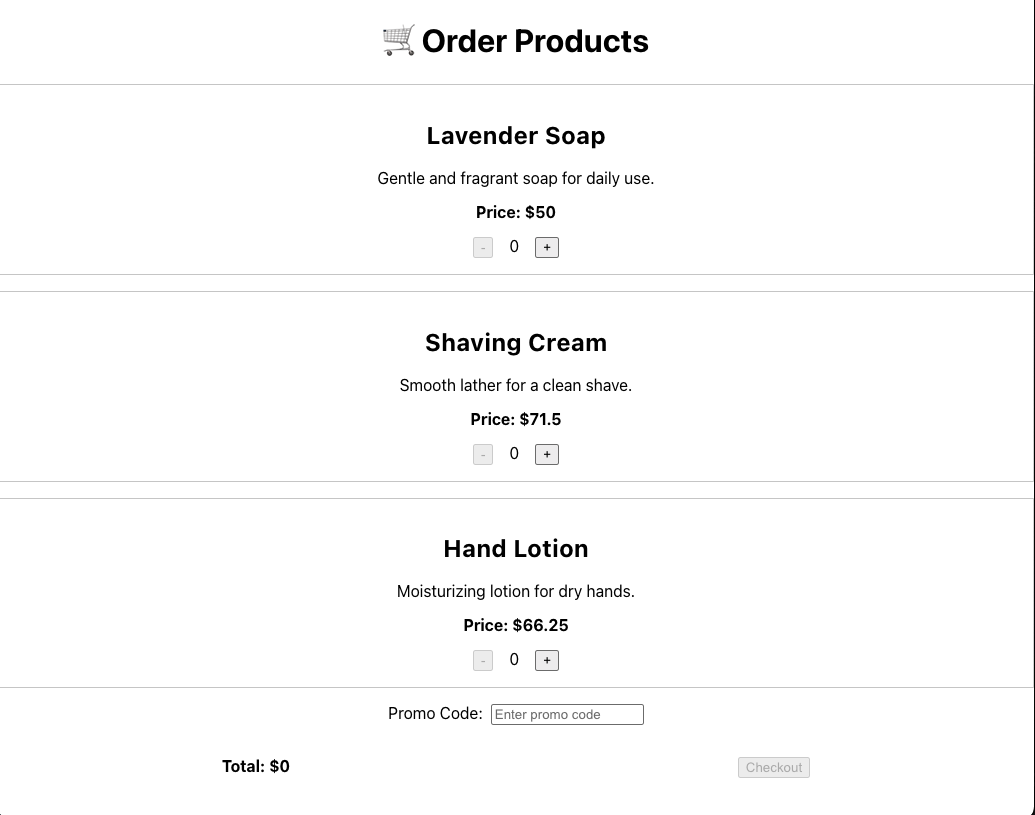 🛒 Order Products
Lavender Soap
Gentle and fragrant soap for daily use.
Price: $50
- 0 +
Shaving Cream
Smooth lather for a clean shave.
Price: $71.5
- 0 +
Hand Lotion
Moisturizing lotion for dry hands.
Price: $66.25
- 0 +
Promo Code: Enter promo code
Total: $0 Checkout